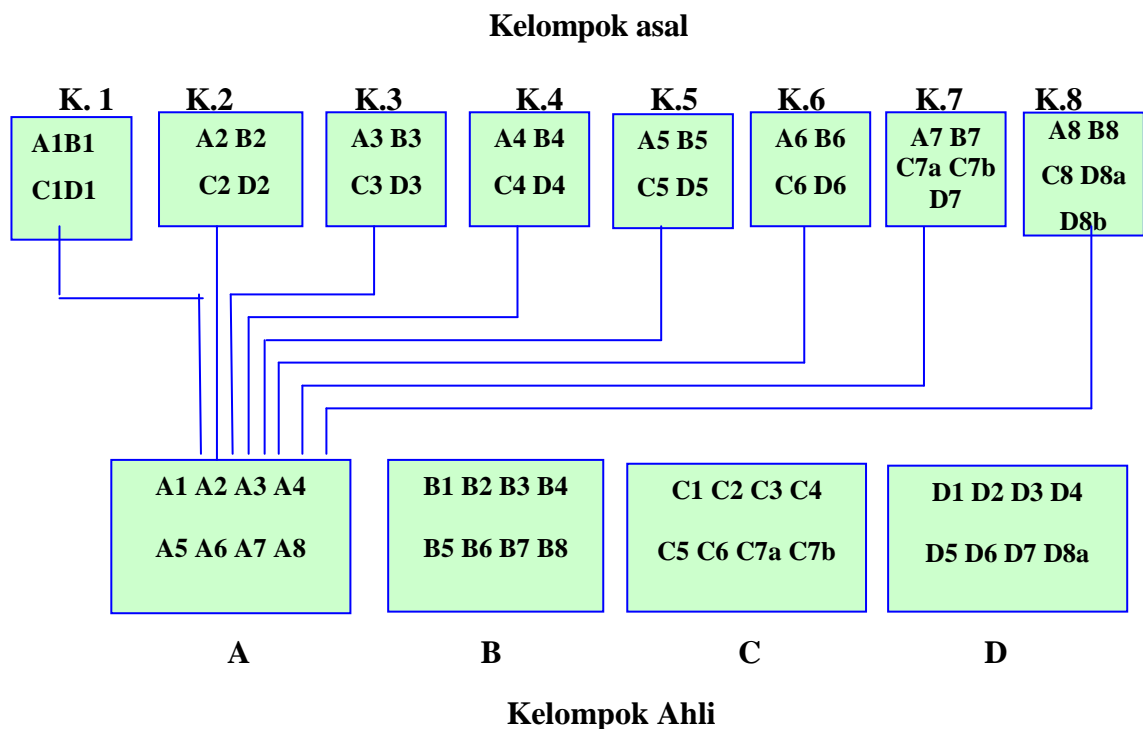 Kelompok asal
K. 1 K.2 K.3 K.4 K.5 K.6 K.7 K.8
A1B1
C1D1
A2 B2
C2 D2
A3 B3
C3 D3
A4 B4
C4 D4
A5 B5
C5 D5
A6 B6
C6 D6
A7 B7
C7a C7b
D7
A8 B8
C8 D8a
D8b
A1 A2 A3 A4
A5 A6 A7 A8
B1 B2 B3 B4
B5 B6 B7 B8
C1 C2 C3 C4
C5 C6 C7a C7b
D1 D2 D3 D4
D5 D6 D7 D8a
A B C D
Kelompok Ahli